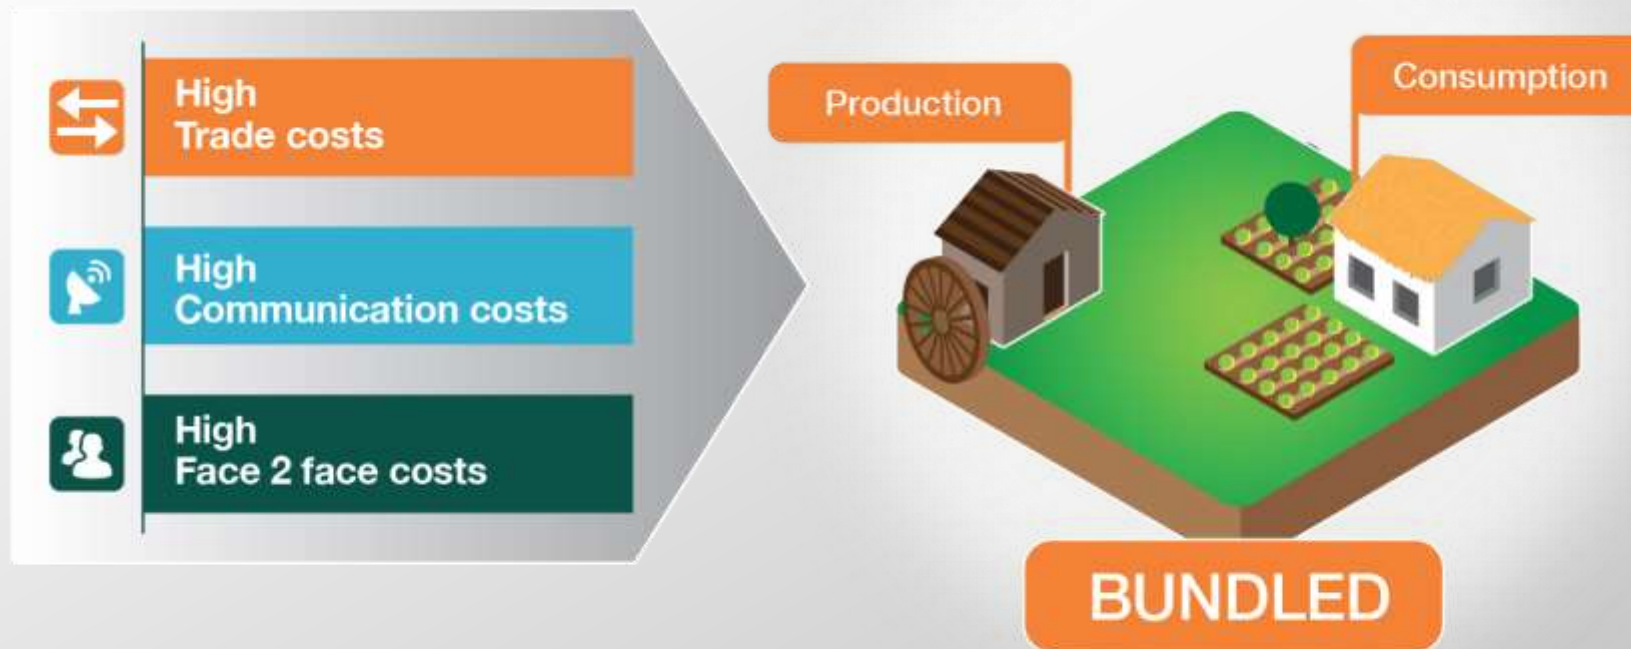 High
Trade costs
High
Communication costs
High
Face 2 face costs
Production
Consumption
BUNDLED